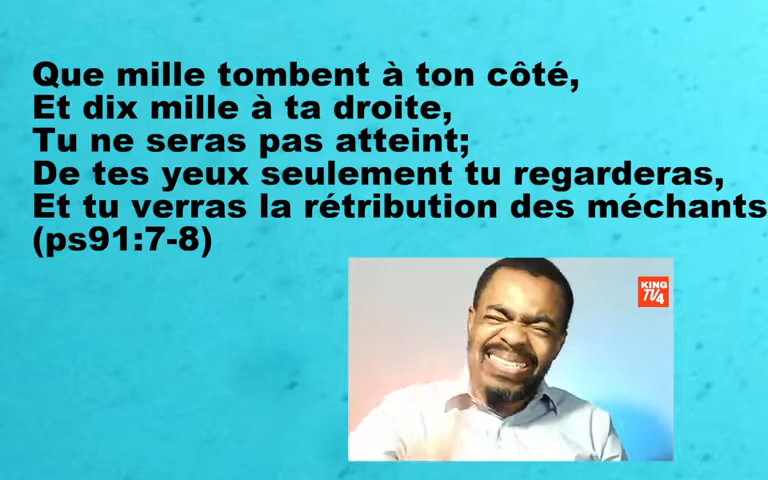 Que mille tombent à ton côté,
Et dix mille à ta droite,
Tu ne seras pas atteint;
De tes yeux seulement tu regarderas,
Et tu verras la rétribution des méchants
(ps91:7-8)
KING
TV4